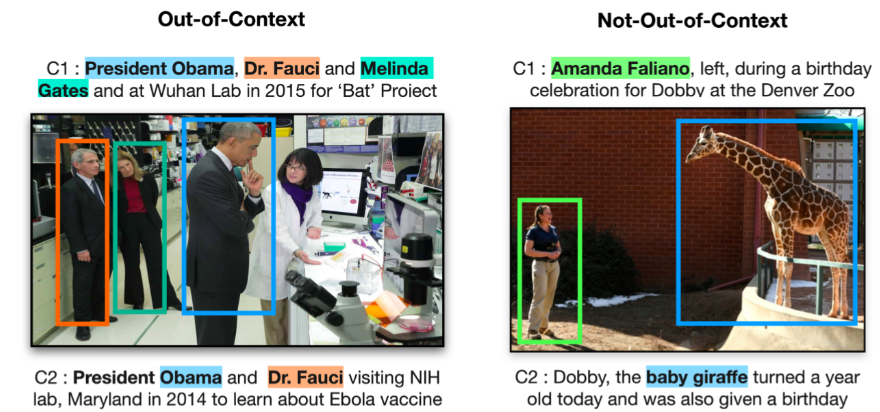 Out-of-Context
C1 : President Obama, Dr. Fauci and Melinda
Gates and at Wuhan Lab in 2015 for ‘Bat’ Project
C2 : President Obama and Dr. Fauci visiting NIH
lab, Maryland in 2014 to learn about Ebola vaccine
Not-Out-of-Context
C1 : Amanda Faliano, left, during a birthday
celebration for Dobby at the Denver Zoo
C2 : Dobby, the baby giraffe turned a year
old today and was also given a birthday